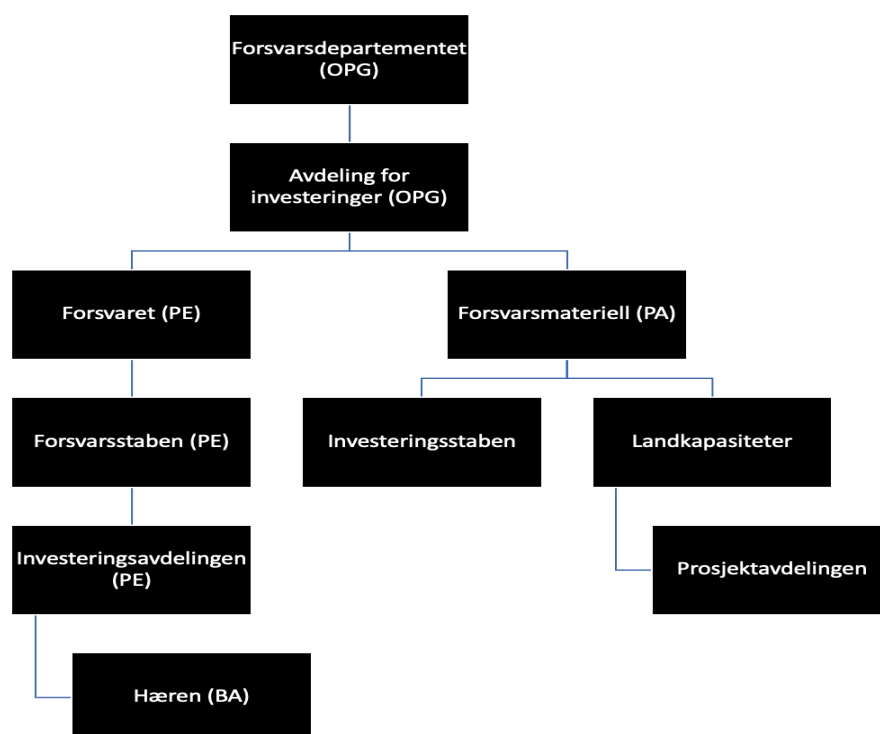 Forsvarsdepartementet
(OPG)
Avdeling for
investeringer (OPG)
Forsvaret (PE)
Forsvarsmateriell (PA)
Forsvarsstaben (PE)
Investeringsstaben
Landkapasiteter
Investeringsavdelingen
(PE)
Prosjektavdelingen
Hæren (BA)